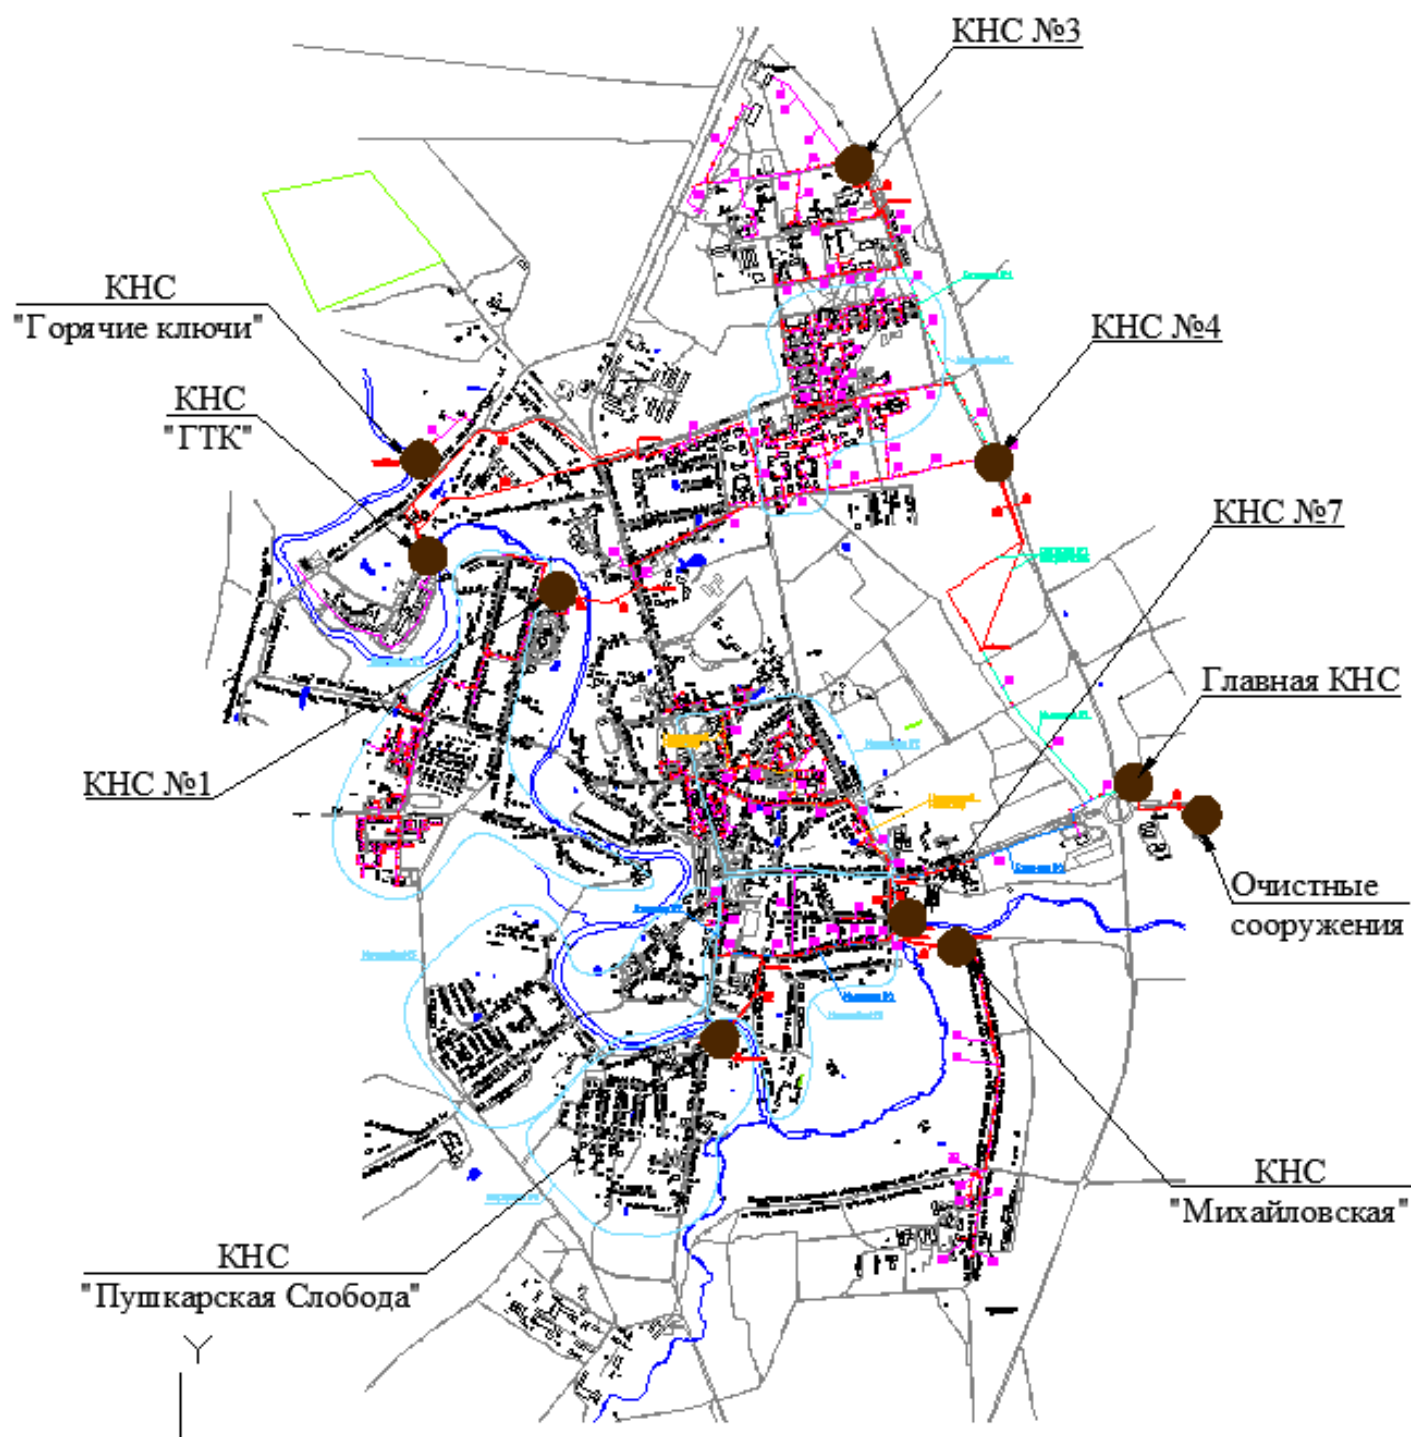 КНС №3
КНС
"Горячие ключи"
КНС №4
КНС
"ГТК"
КНС №7
Главная КНС
КНС №1
Очистные
сооружения
КНС
"Михайловская"
КНС
"Пушкарская Слобода"
Y